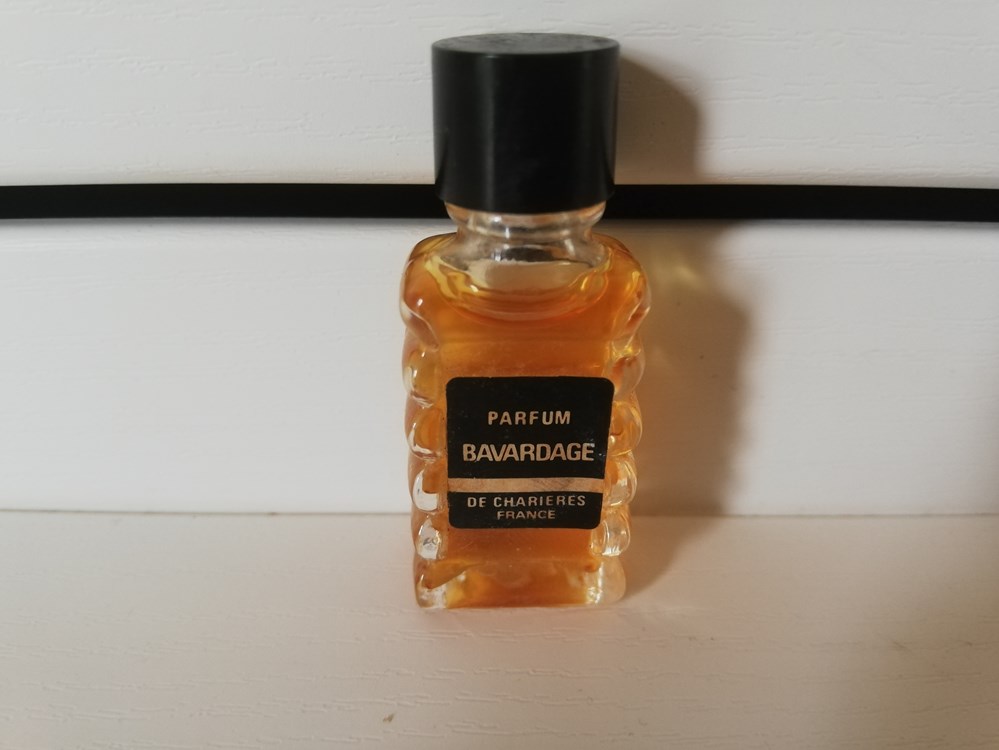 PARFUM
BAVARDAGE
DE CHARIERES
FRANCE